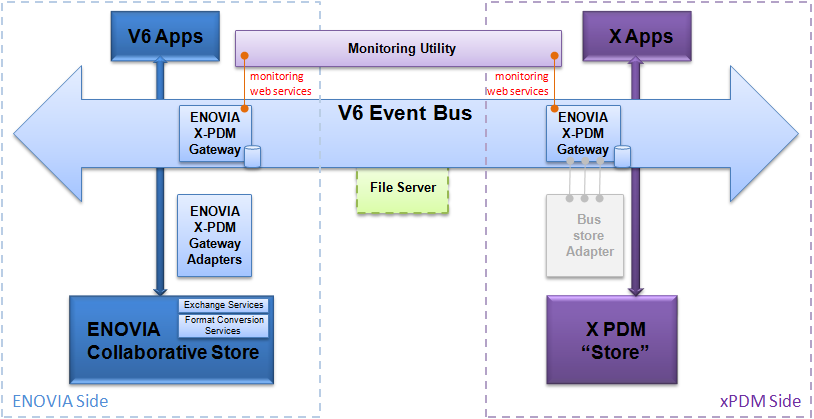 V6 Apps
Monitoring Utility
X Apps
monitoring
web services
monitoring
web services
V6 Event Bus
ENOVIA
X-PDM
Gateway
ENOVIA
X-PDM
Gateway
File Server
ENOVIA
X-PDM
Gateway
Adapters
Bus
store
Adapter
Exchange Services
Format Conversion
Services
ENOVIA
Collaborative Store
X PDM
“Store”
ENOVIA Side
xPDM Side